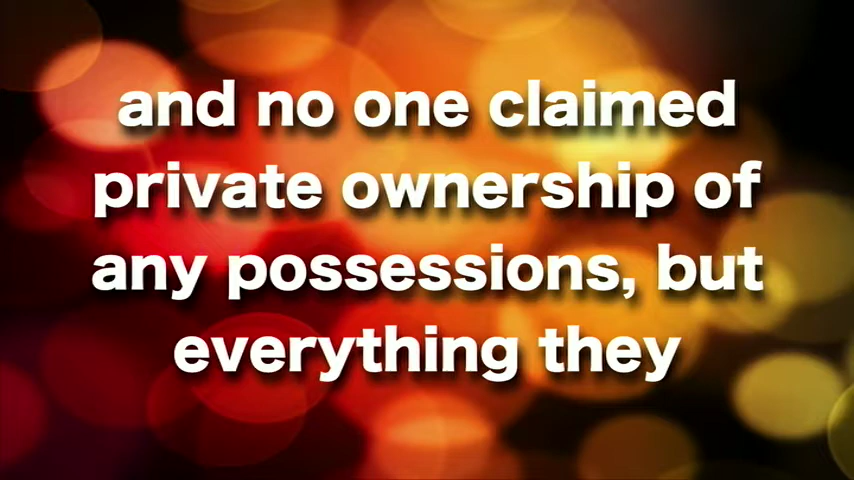 and no one claimed
private ownership of
any possessions, but
everything they